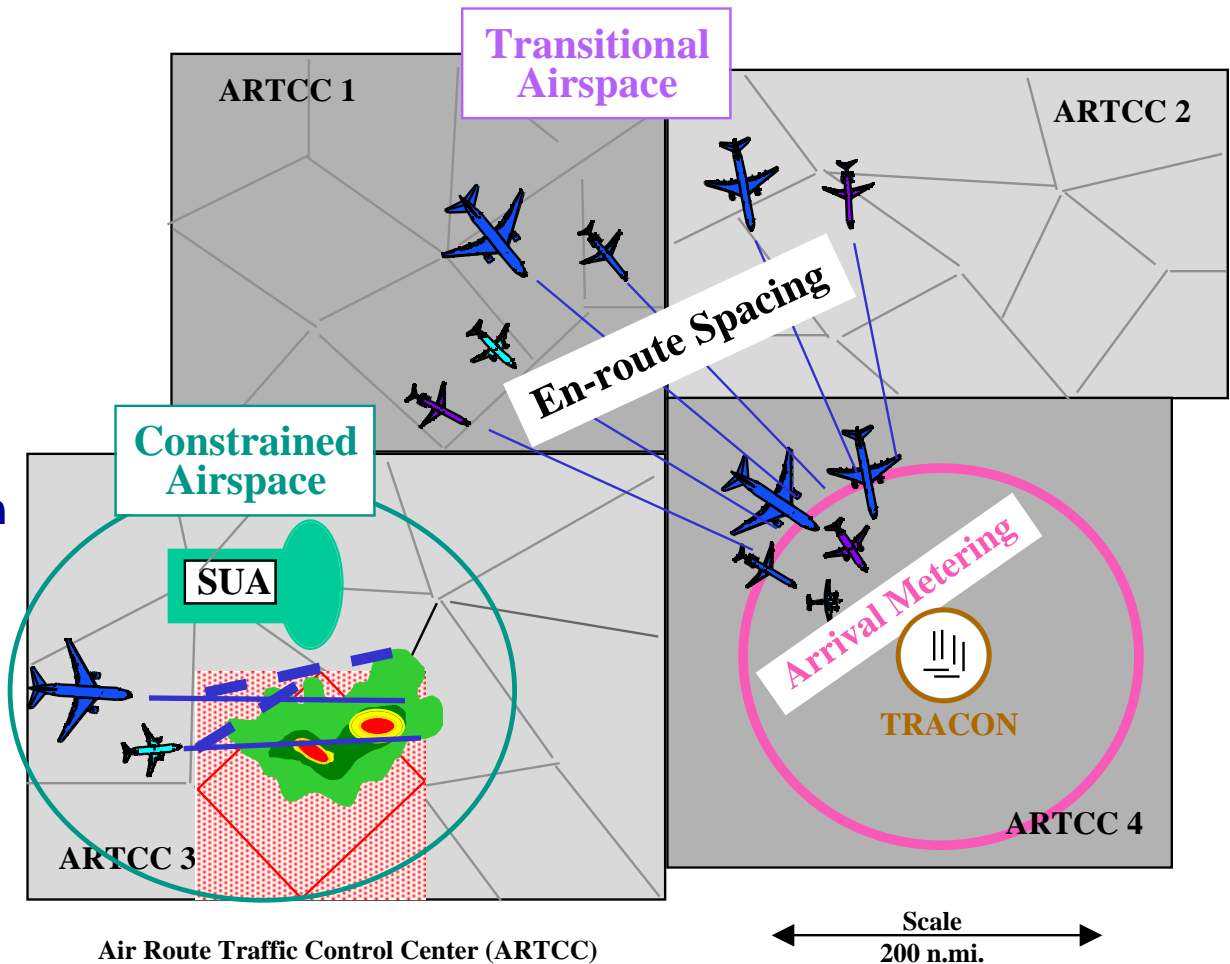 Transitional
Airspace
ARTCC 1
ARTCC 2
En-route Spacing
Constrained
Airspace
SUA
Arrival Metering
TRACON
ARTCC 3
ARTCC 4
Air Route Traffic Control Center (ARTCC)
Scale
200 n.mi.